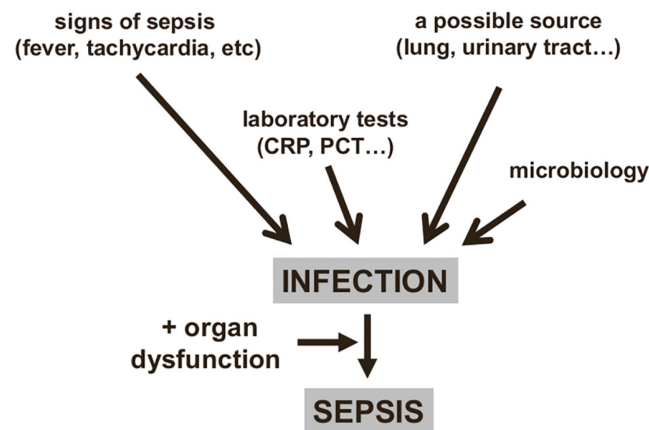 signs of sepsis
(fever, tachycardia, etc)
a possible source
(lung, urinary tract…)
laboratory tests
(CRP, PCT…)
microbiology
INFECTION
+ organ
dysfunction
SEPSIS